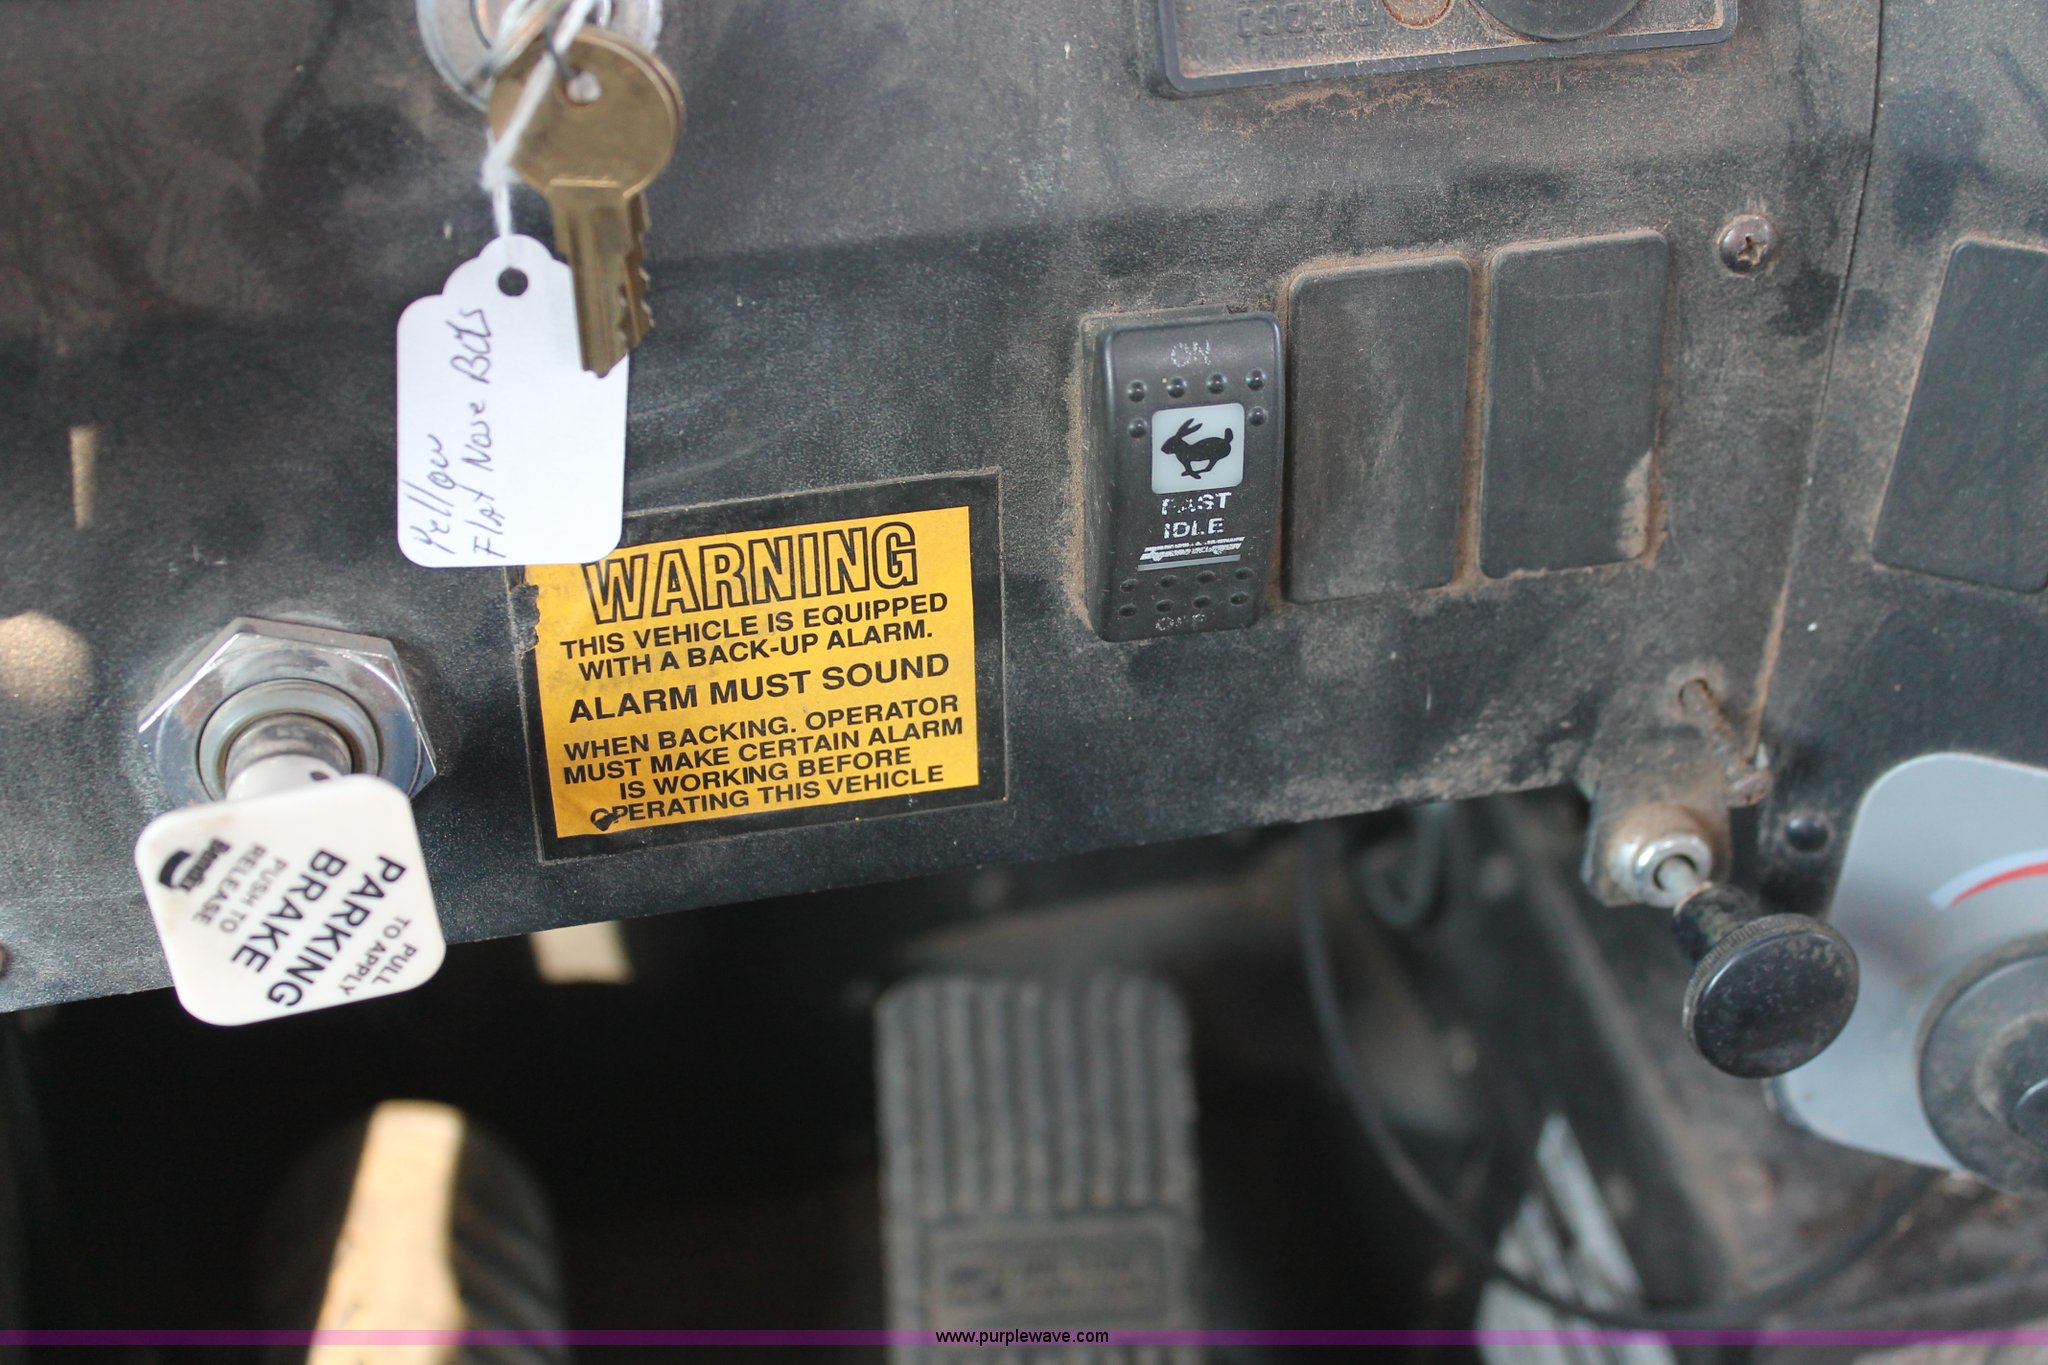 Yellow
Flat Nose
WARNING
THIS VEHICLE IS EQUIPPED
WITH A BACK-UP ALARM.
ALARM MUST SOUND
WHEN BACKING. OPERATOR
MUST MAKE CERTAIN ALARM
IS WORKING BEFORE
OPERATING THIS VEHICLE
ON
FAST
IDLE
OFF
PULL
TO APPLY
PARKING
BRAKE
PUSH TO
RELEASE
Bendix
www.purplewave.com